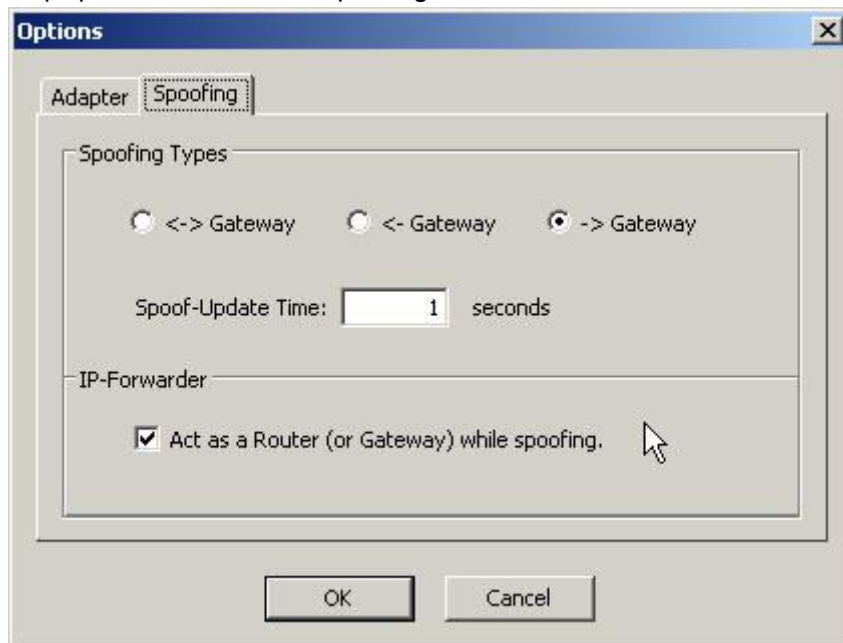 Options
Adapter Spoofing
Spoofing Types
<-> Gateway <- Gateway -> Gateway
Spoof-Update Time: 1 seconds
IP-Forwarder
Act as a Router (or Gateway) while spoofing.
OK Cancel